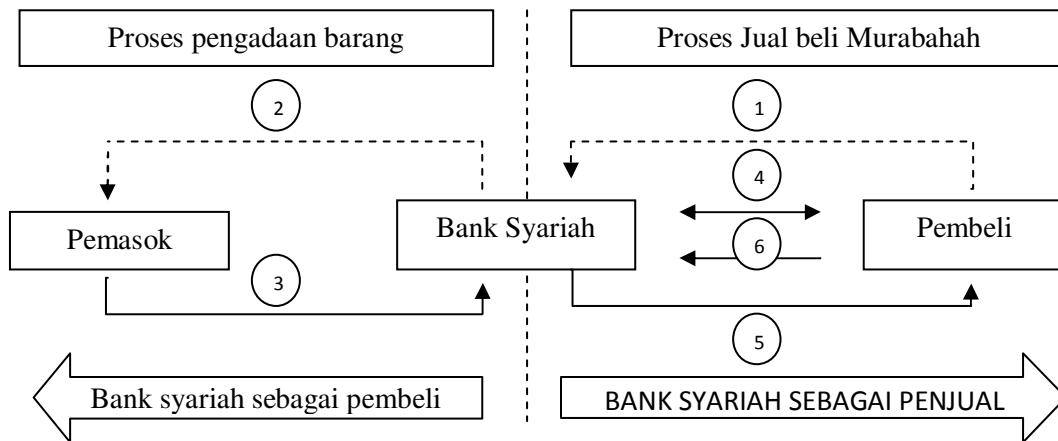 Proses pengadaan barang
Proses Jual beli Murabahah
2
1
4
Pemasok
Bank Syariah
Pembeli
6
3
5
Bank syariah sebagai pembeli
BANK SYARIAH SEBAGAI PENJUAL